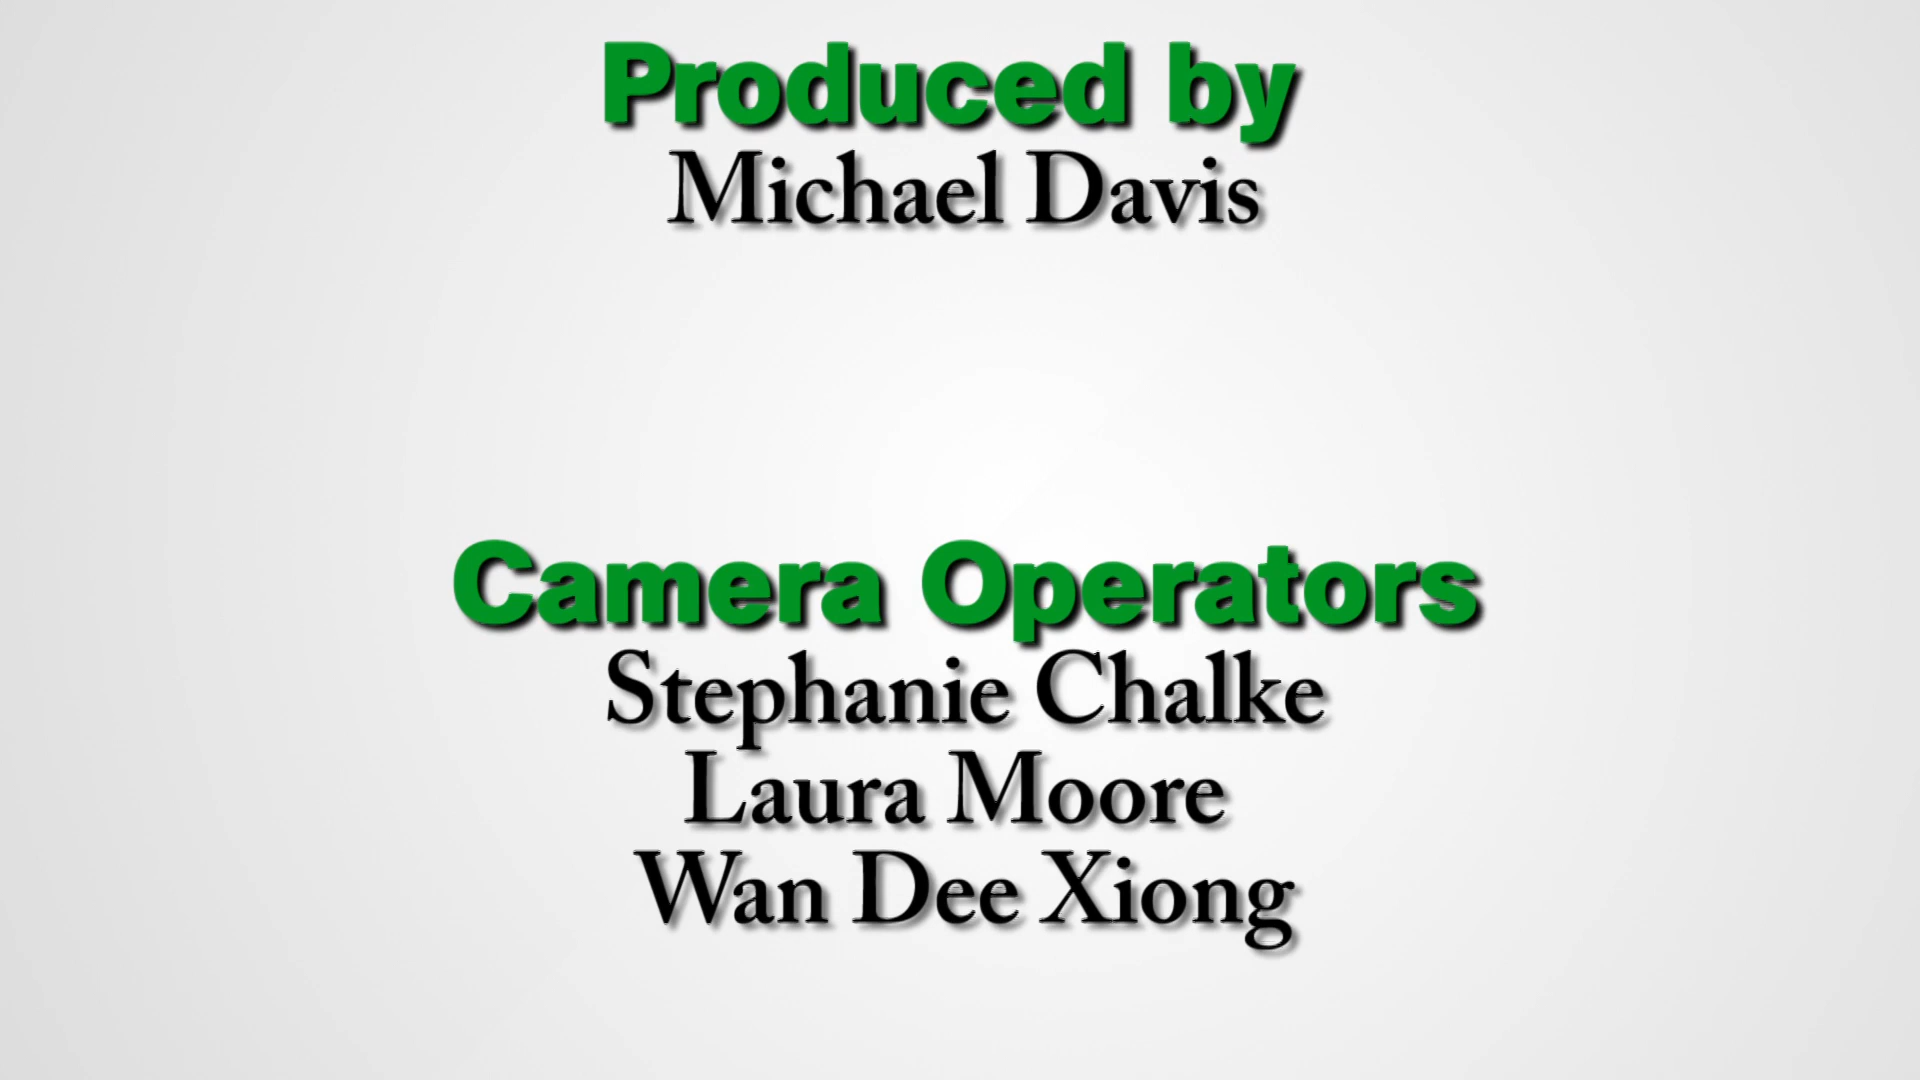 Produced by
Michael Davis
Camera Operators
Stephanie Chalke
Laura Moore
Wan Dee Xiong